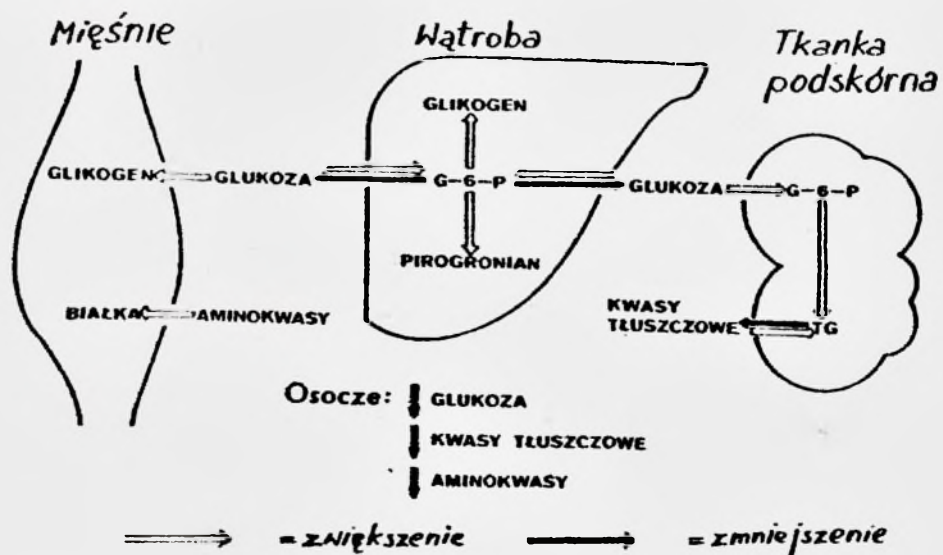 Mięśnie
Wątroba
Tkanka
podskórna
GLIKOGEN
GLIKOGEN
GLUKOZA
G-6-P
GLUKOZA
G-6-P
PIROGRONIAN
BIAŁKA
AMINOKWASY
KWASY
TŁUSZCZOWE
TG
Osocze:
GLUKOZA
KWASY TŁUSZCZOWE
AMINOKWASY
= zwiększenie
= zmniejszenie